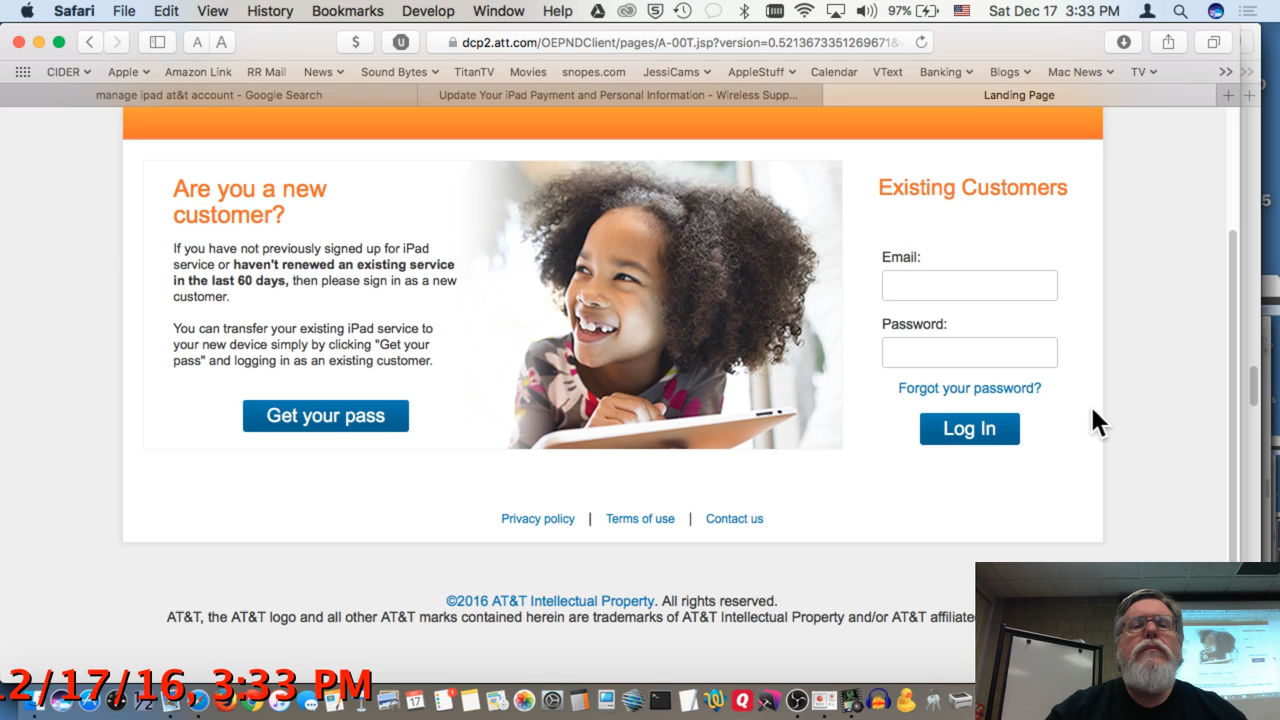 Safari File Edit View History Bookmarks Develop Window Help 97% Sat Dec 17 3:33 PM
A A $ U dcp2.att.com/OEPNDClient/pages/A-00T.jsp?version=0.5213673351269671&
CIDER Apple Amazon Link RR Mail News Sound Bytes TitanTV Movies snopes.com JessiCams AppleStuff Calendar VText Banking Blogs Mac News TV >>
manage ipad at&t account - Google Search Update Your iPad Payment and Personal Information - Wireless Supp... Landing Page
Are you a new
customer?
If you have not previously signed up for iPad
service or haven't renewed an existing service
in the last 60 days, then please sign in as a new
customer.
You can transfer your existing iPad service to
your new device simply by clicking "Get your
pass" and logging in as an existing customer.
Get your pass
Existing Customers
Email:
Password:
Forgot your password?
Log In
Privacy policy | Terms of use | Contact us
©2016 AT&T Intellectual Property. All rights reserved.
AT&T, the AT&T logo and all other AT&T marks contained herein are trademarks of AT&T Intellectual Property and/or AT&T affiliate
12/17/16, 3:33 PM